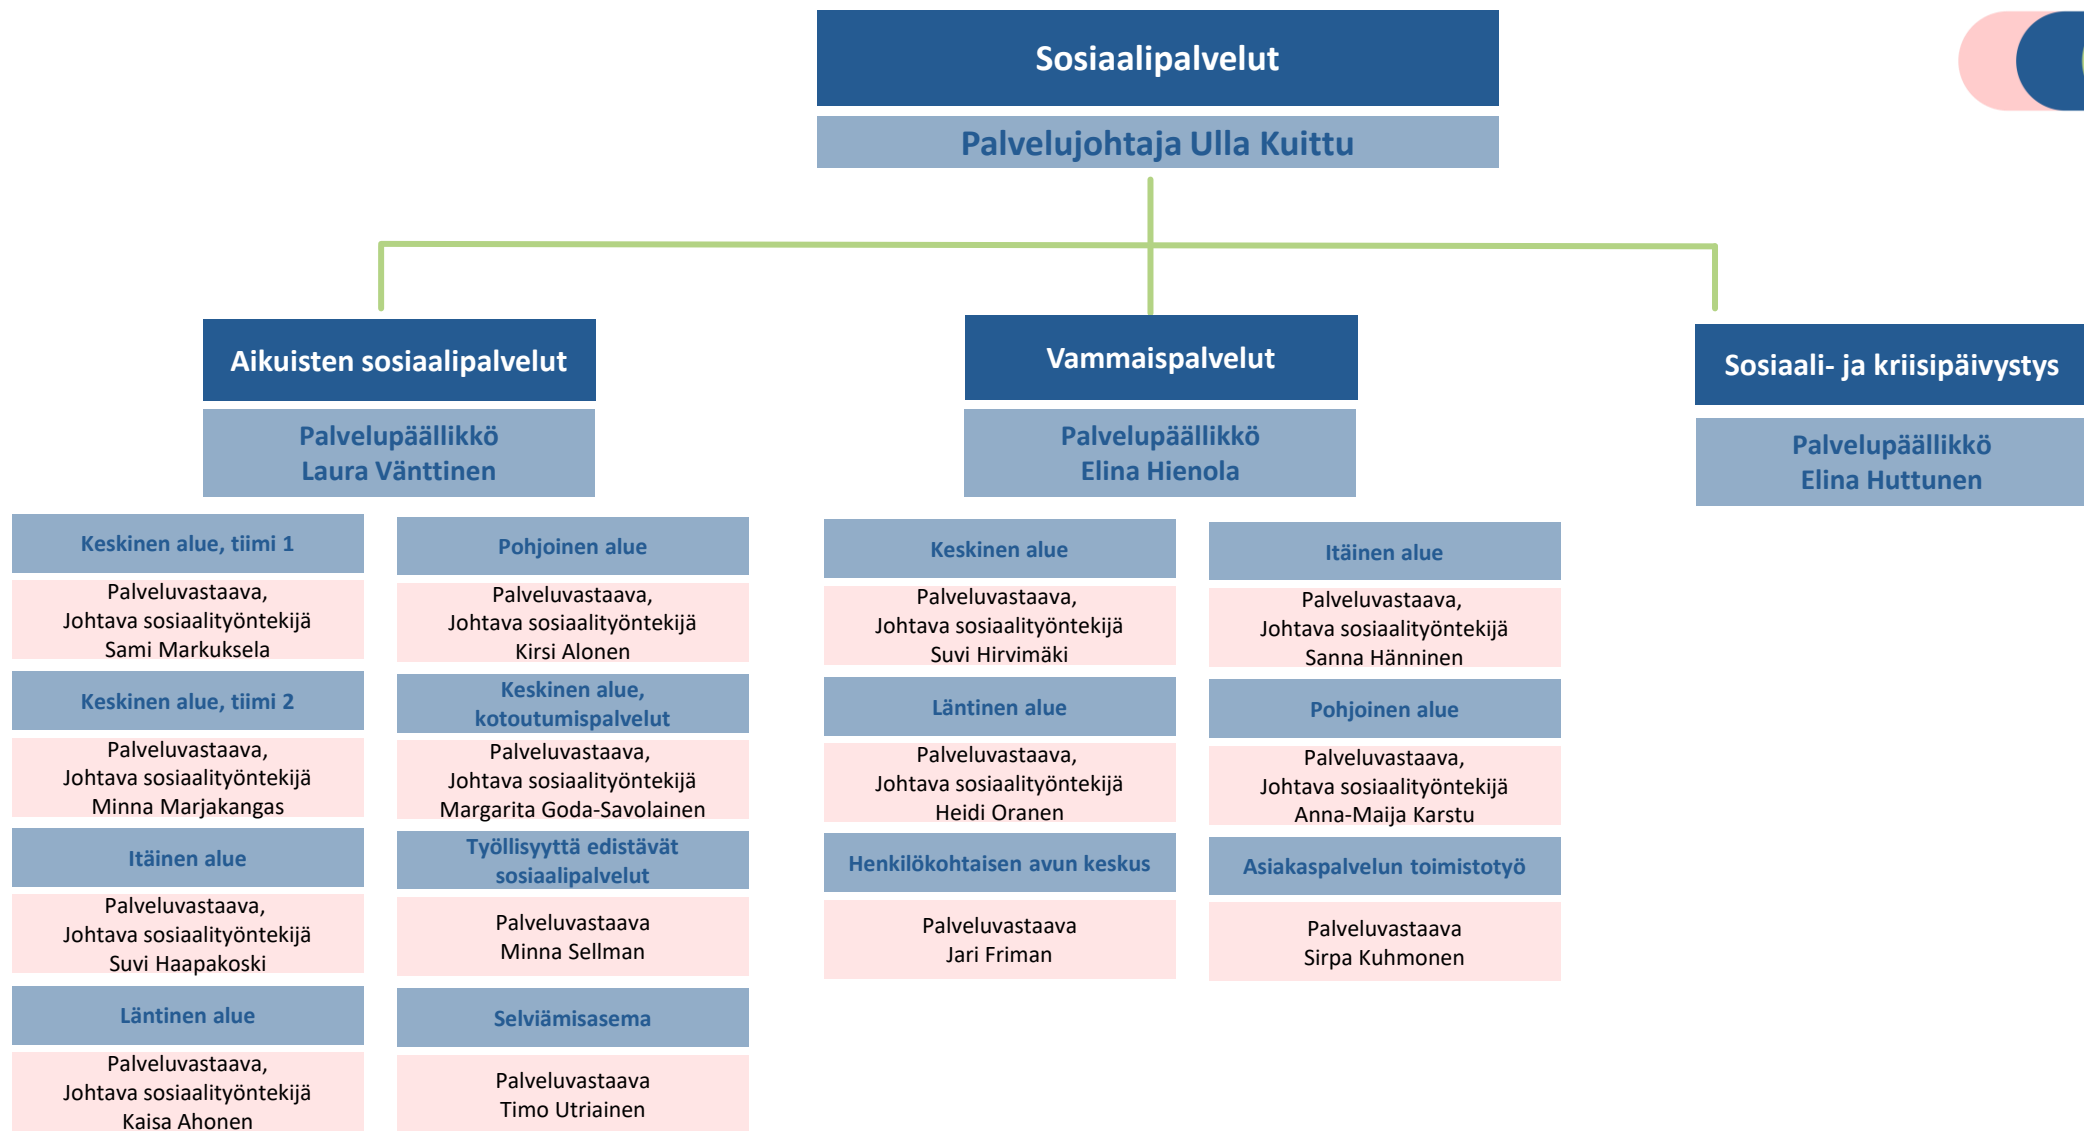 Sosiaalipalvelut
Palvelujohtaja Ulla Kuittu
Aikuisten sosiaalipalvelut
Palvelupäällikkö
Laura Vänttinen
Keskinen alue, tiimi 1
Palveluvastaava,
Johtava sosiaalityöntekijä
Sami Markuksela
Keskinen alue, tiimi 2
Palveluvastaava,
Johtava sosiaalityöntekijä
Minna Marjakangas
Itäinen alue
Palveluvastaava,
Johtava sosiaalityöntekijä
Suvi Haapakoski
Läntinen alue
Palveluvastaava,
Johtava sosiaalityöntekijä
Kaisa Ahonen
Pohjoinen alue
Palveluvastaava,
Johtava sosiaalityöntekijä
Kirsi Alonen
Keskinen alue,
kotoutumispalvelut
Palveluvastaava,
Johtava sosiaalityöntekijä
Margarita Goda-Savolainen
Työllisyyttä edistävät
sosiaalipalvelut
Palveluvastaava
Minna Sellman
Selviämisasema
Palveluvastaava
Timo Utriainen
Vammaispalvelut
Palvelupäällikkö
Elina Hienola
Keskinen alue
Palveluvastaava,
Johtava sosiaalityöntekijä
Suvi Hirvimäki
Läntinen alue
Palveluvastaava,
Johtava sosiaalityöntekijä
Heidi Oranen
Henkilökohtaisen avun keskus
Palveluvastaava
Jari Friman
Itäinen alue
Palveluvastaava,
Johtava sosiaalityöntekijä
Sanna Hänninen
Pohjoinen alue
Palveluvastaava,
Johtava sosiaalityöntekijä
Anna-Maija Karstu
Asiakaspalvelun toimistotyö
Palveluvastaava
Sirpa Kuhmonen
Sosiaali- ja kriisipäivystys
Palvelupäällikkö
Elina Huttunen